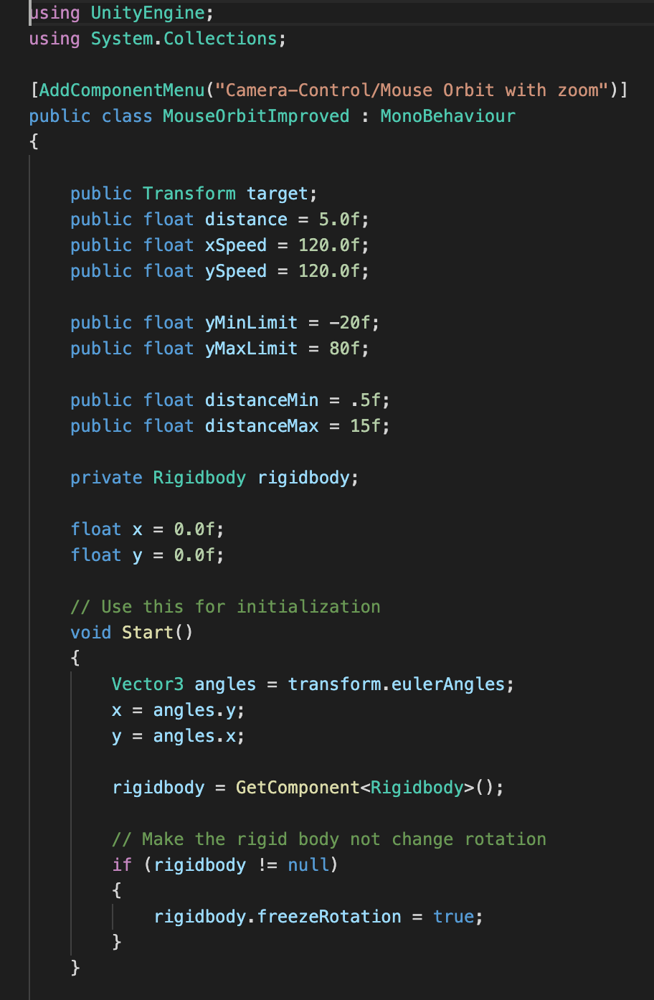 using UnityEngine;
using System.Collections;
[AddComponentMenu("Camera-Control/Mouse Orbit with zoom")]
public class MouseOrbitImproved : MonoBehaviour
{
public Transform target;
public float distance = 5.0f;
public float xSpeed = 120.0f;
public float ySpeed = 120.0f;
public float yMinLimit = -20f;
public float yMaxLimit = 80f;
public float distanceMin = .5f;
public float distanceMax = 15f;
private Rigidbody rigidbody;
float x = 0.0f;
float y = 0.0f;
// Use this for initialization
void Start()
{
Vector3 angles = transform.eulerAngles;
x = angles.y;
y = angles.x;
rigidbody = GetComponent<Rigidbody>();
// Make the rigid body not change rotation
if (rigidbody != null)
{
rigidbody.freezeRotation = true;
}
}